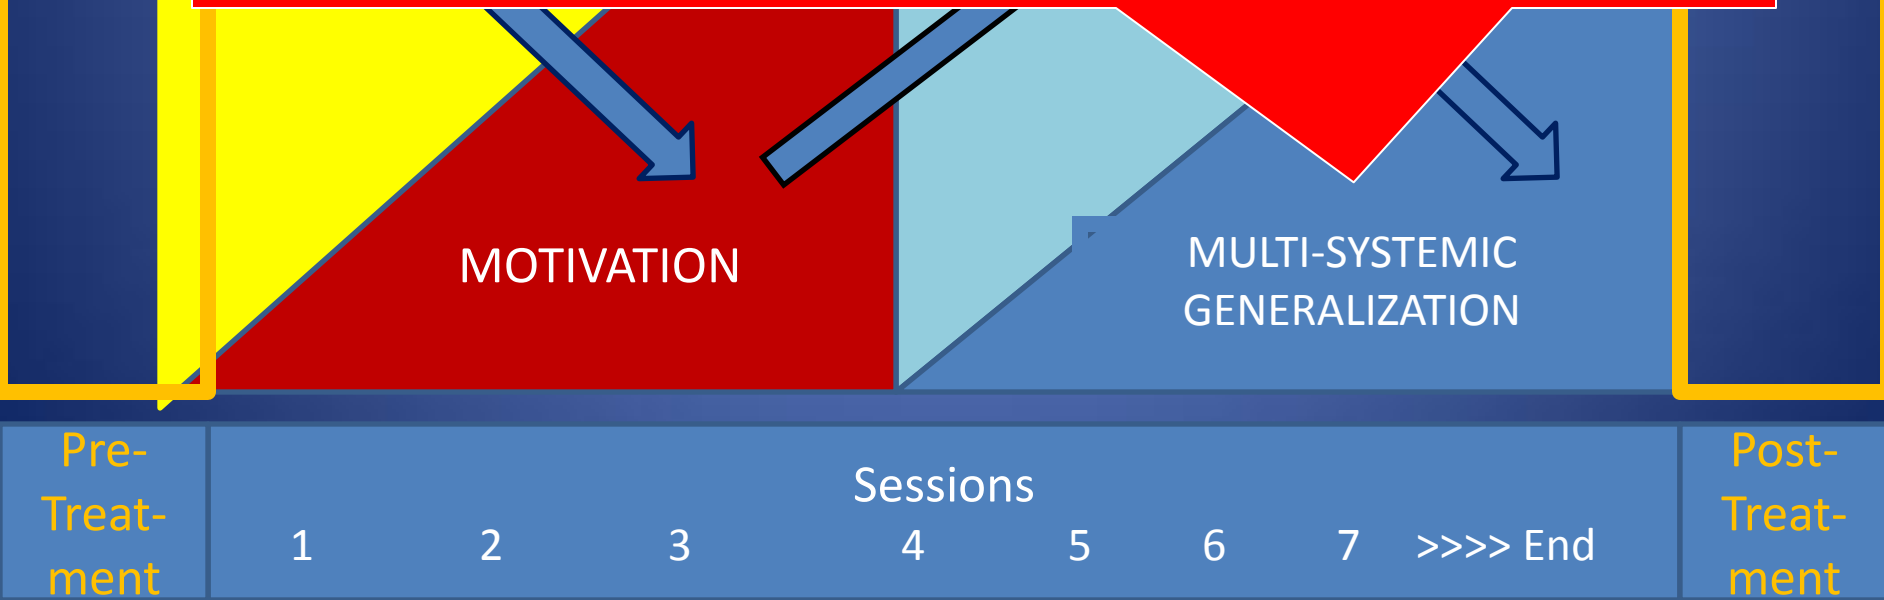 MOTIVATION
MULTI-SYSTEMIC
GENERALIZATION
Pre-
Treat-
ment
Sessions
1 2 3 4 5 6 7 >>>> End
Post-
Treat-
ment